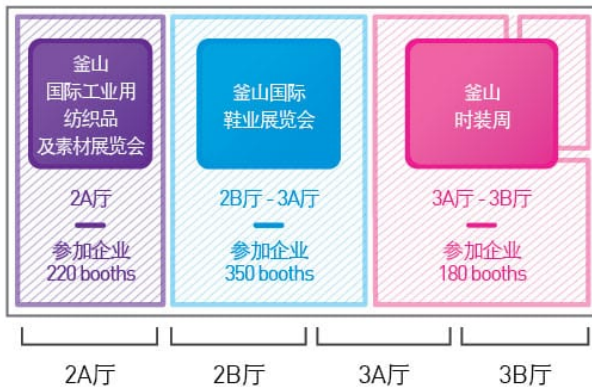 釜山
国际工业用
纺织品
及素材展览会
2A厅
参加企业
220 booths
釜山国际
鞋业展览会
2B厅 - 3A厅
参加企业
350 booths
釜山
时装周
3A厅 - 3B厅
参加企业
180 booths
2A厅
2B厅
3A厅
3B厅